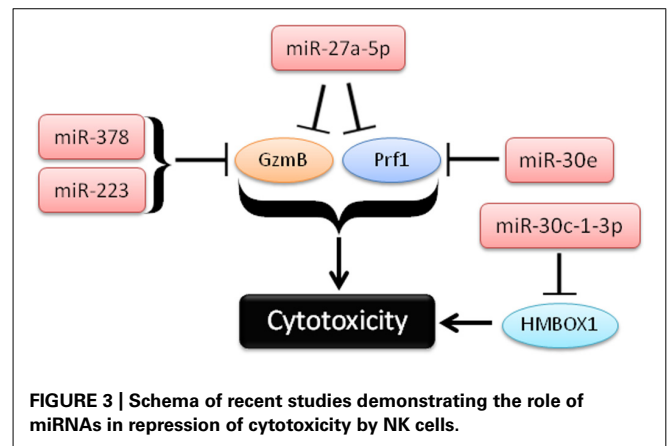 miR-27a-5p
miR-378
miR-223
GzmB
Prf1
miR-30e
miR-30c-1-3p
Cytotoxicity
HMBOX1
FIGURE 3 | Schema of recent studies demonstrating the role of
miRNAs in repression of cytotoxicity by NK cells.